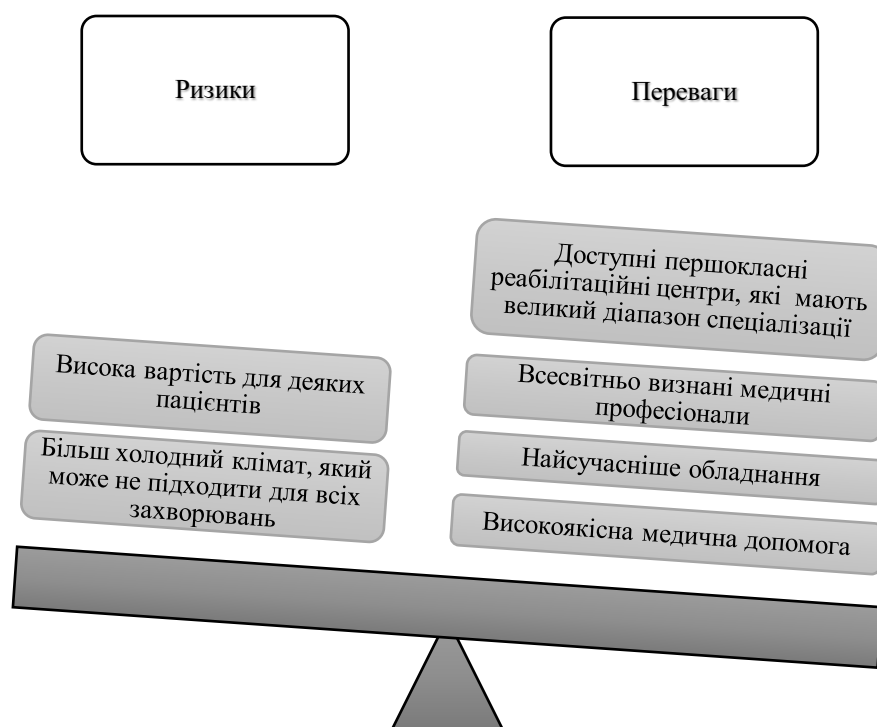 Ризики
Переваги
Висока вартість для деяких
пацієнтів
Більш холодний клімат, який
може не підходити для всіх
захворювань
Доступні першокласні
реабілітаційні центри, які мають
великий діапазон спеціалізації
Всесвітньо визнані медичні
професіонали
Найсучасніше обладнання
Високоякісна медична допомога